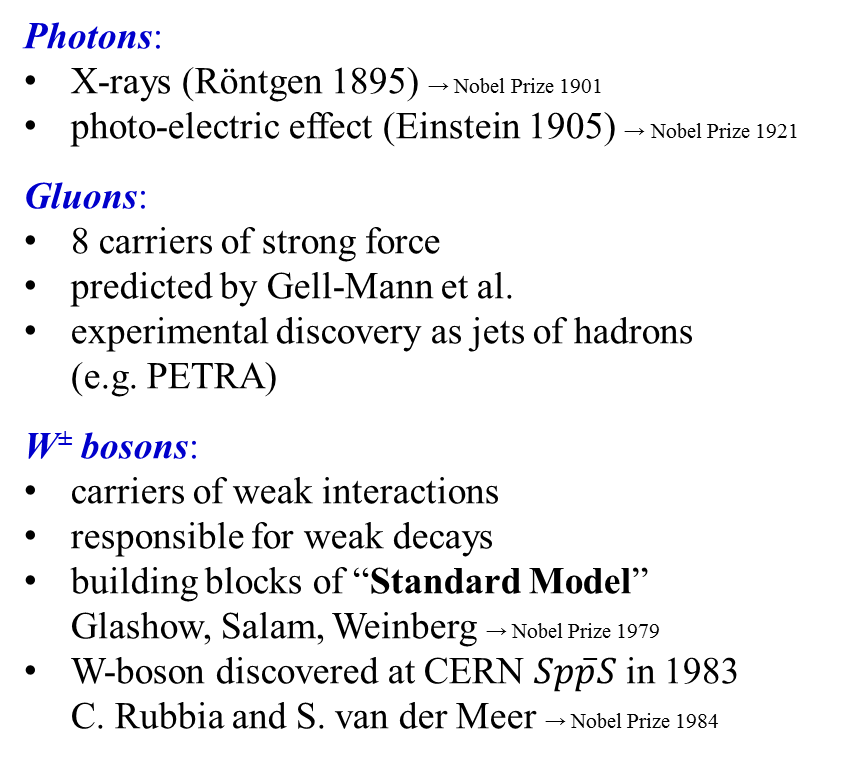 Photons:
• X-rays (Röntgen 1895) → Nobel Prize 1901
• photo-electric effect (Einstein 1905) → Nobel Prize 1921
Gluons:
• 8 carriers of strong force
• predicted by Gell-Mann et al.
• experimental discovery as jets of hadrons
(e.g. PETRA)
W± bosons:
• carriers of weak interactions
• responsible for weak decays
• building blocks of “Standard Model”
Glashow, Salam, Weinberg → Nobel Prize 1979
• W-boson discovered at CERN Spp̄S in 1983
C. Rubbia and S. van der Meer → Nobel Prize 1984